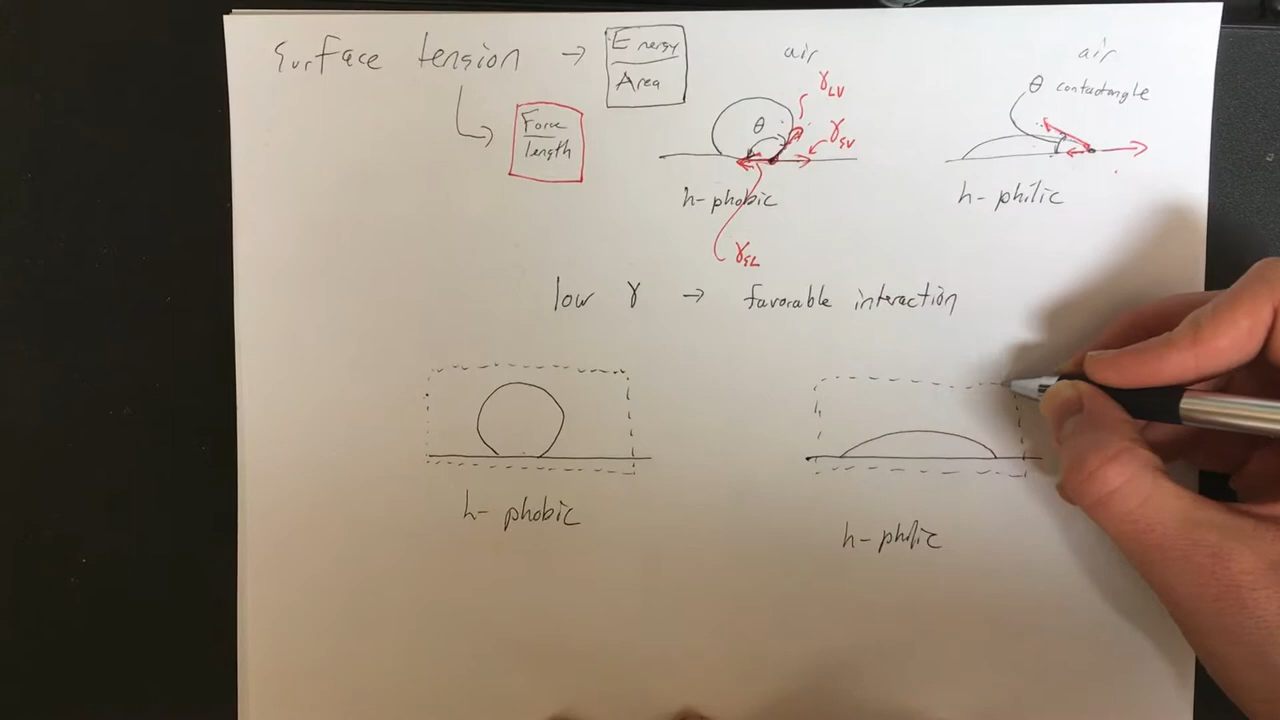 Surface tension → Energy
Area
Force
length
air
θ
γLV
γSV
h-phobic
γSL
air
θ contact angle
h-philic
low γ → favorable interaction
h-phobic
h-philic